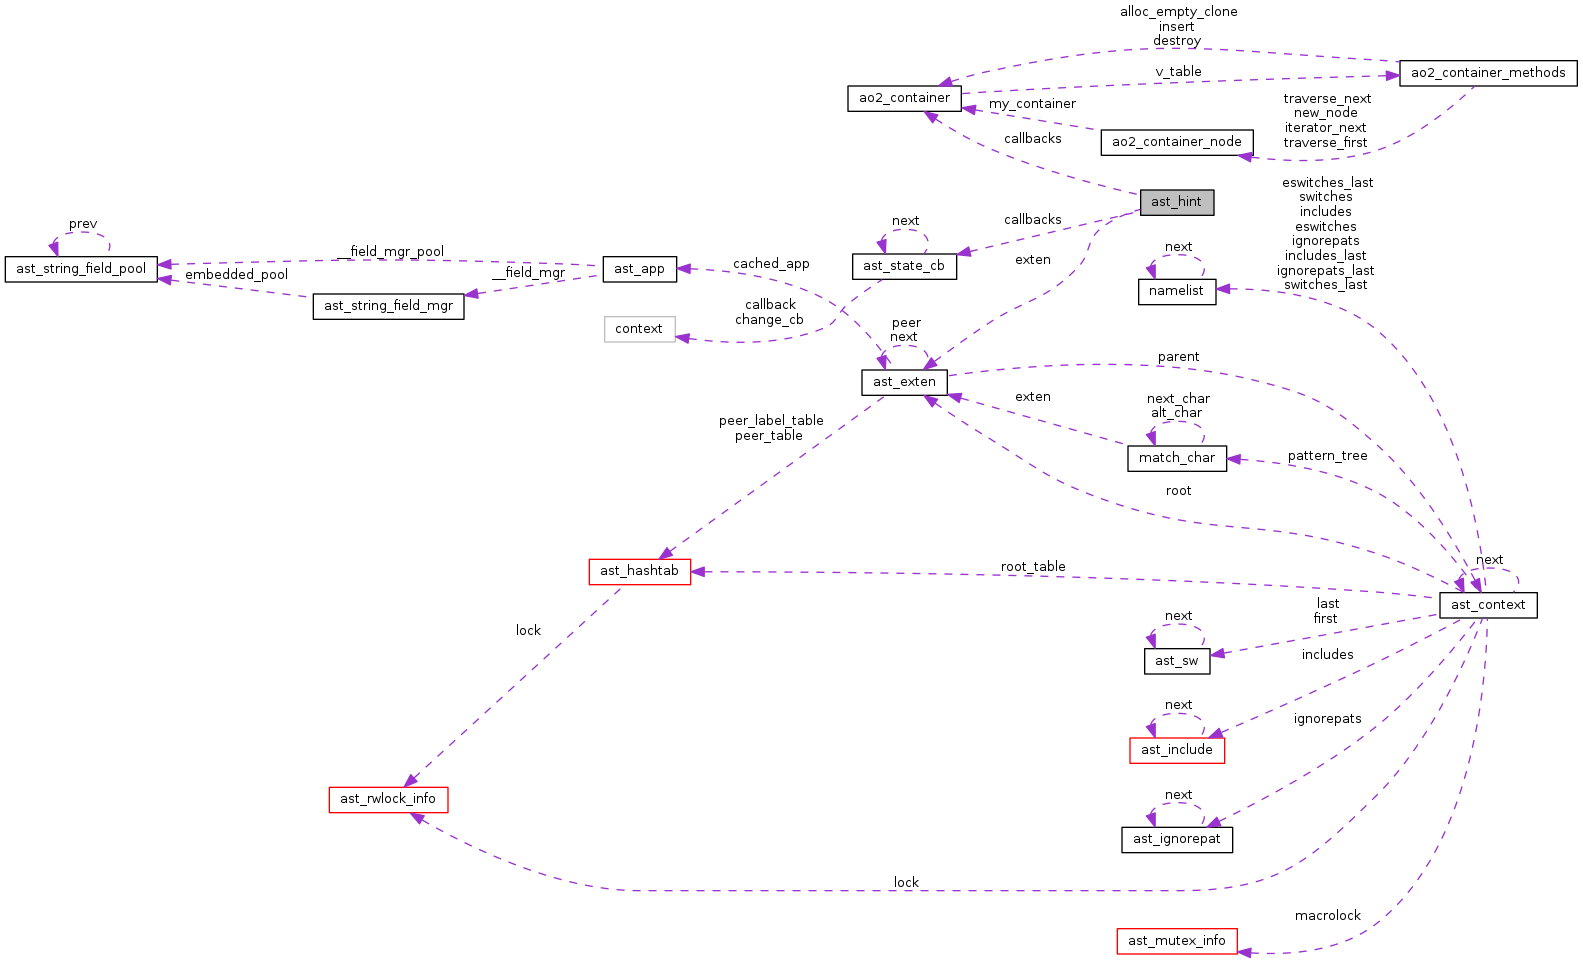 alloc_empty_clone
insert
destroy
v_table
ao2_container_methods
ao2_container
my_container
traverse_next
new_node
iterator_next
traverse_first
callbacks
ao2_container_node
eswitches_last
switches
includes
eswitches
ignorepats
includes_last
ignorepats_last
switches_last
ast_hint
prev
next
callbacks
next
__field_mgr_pool
cached_app
exten
ast_string_field_pool
embedded_pool
__field_mgr
ast_app
ast_state_cb
namelist
ast_string_field_mgr
callback
change_cb
context
peer
next
parent
ast_exten
exten
next_char
alt_char
peer_label_table
peer_table
match_char
pattern_tree
root
ast_hashtab
root_table
next
ast_context
last
first
lock
next
ast_sw
includes
next
ignorepats
ast_include
ast_rwlock_info
next
ast_ignorepat
lock
macrolock
ast_mutex_info